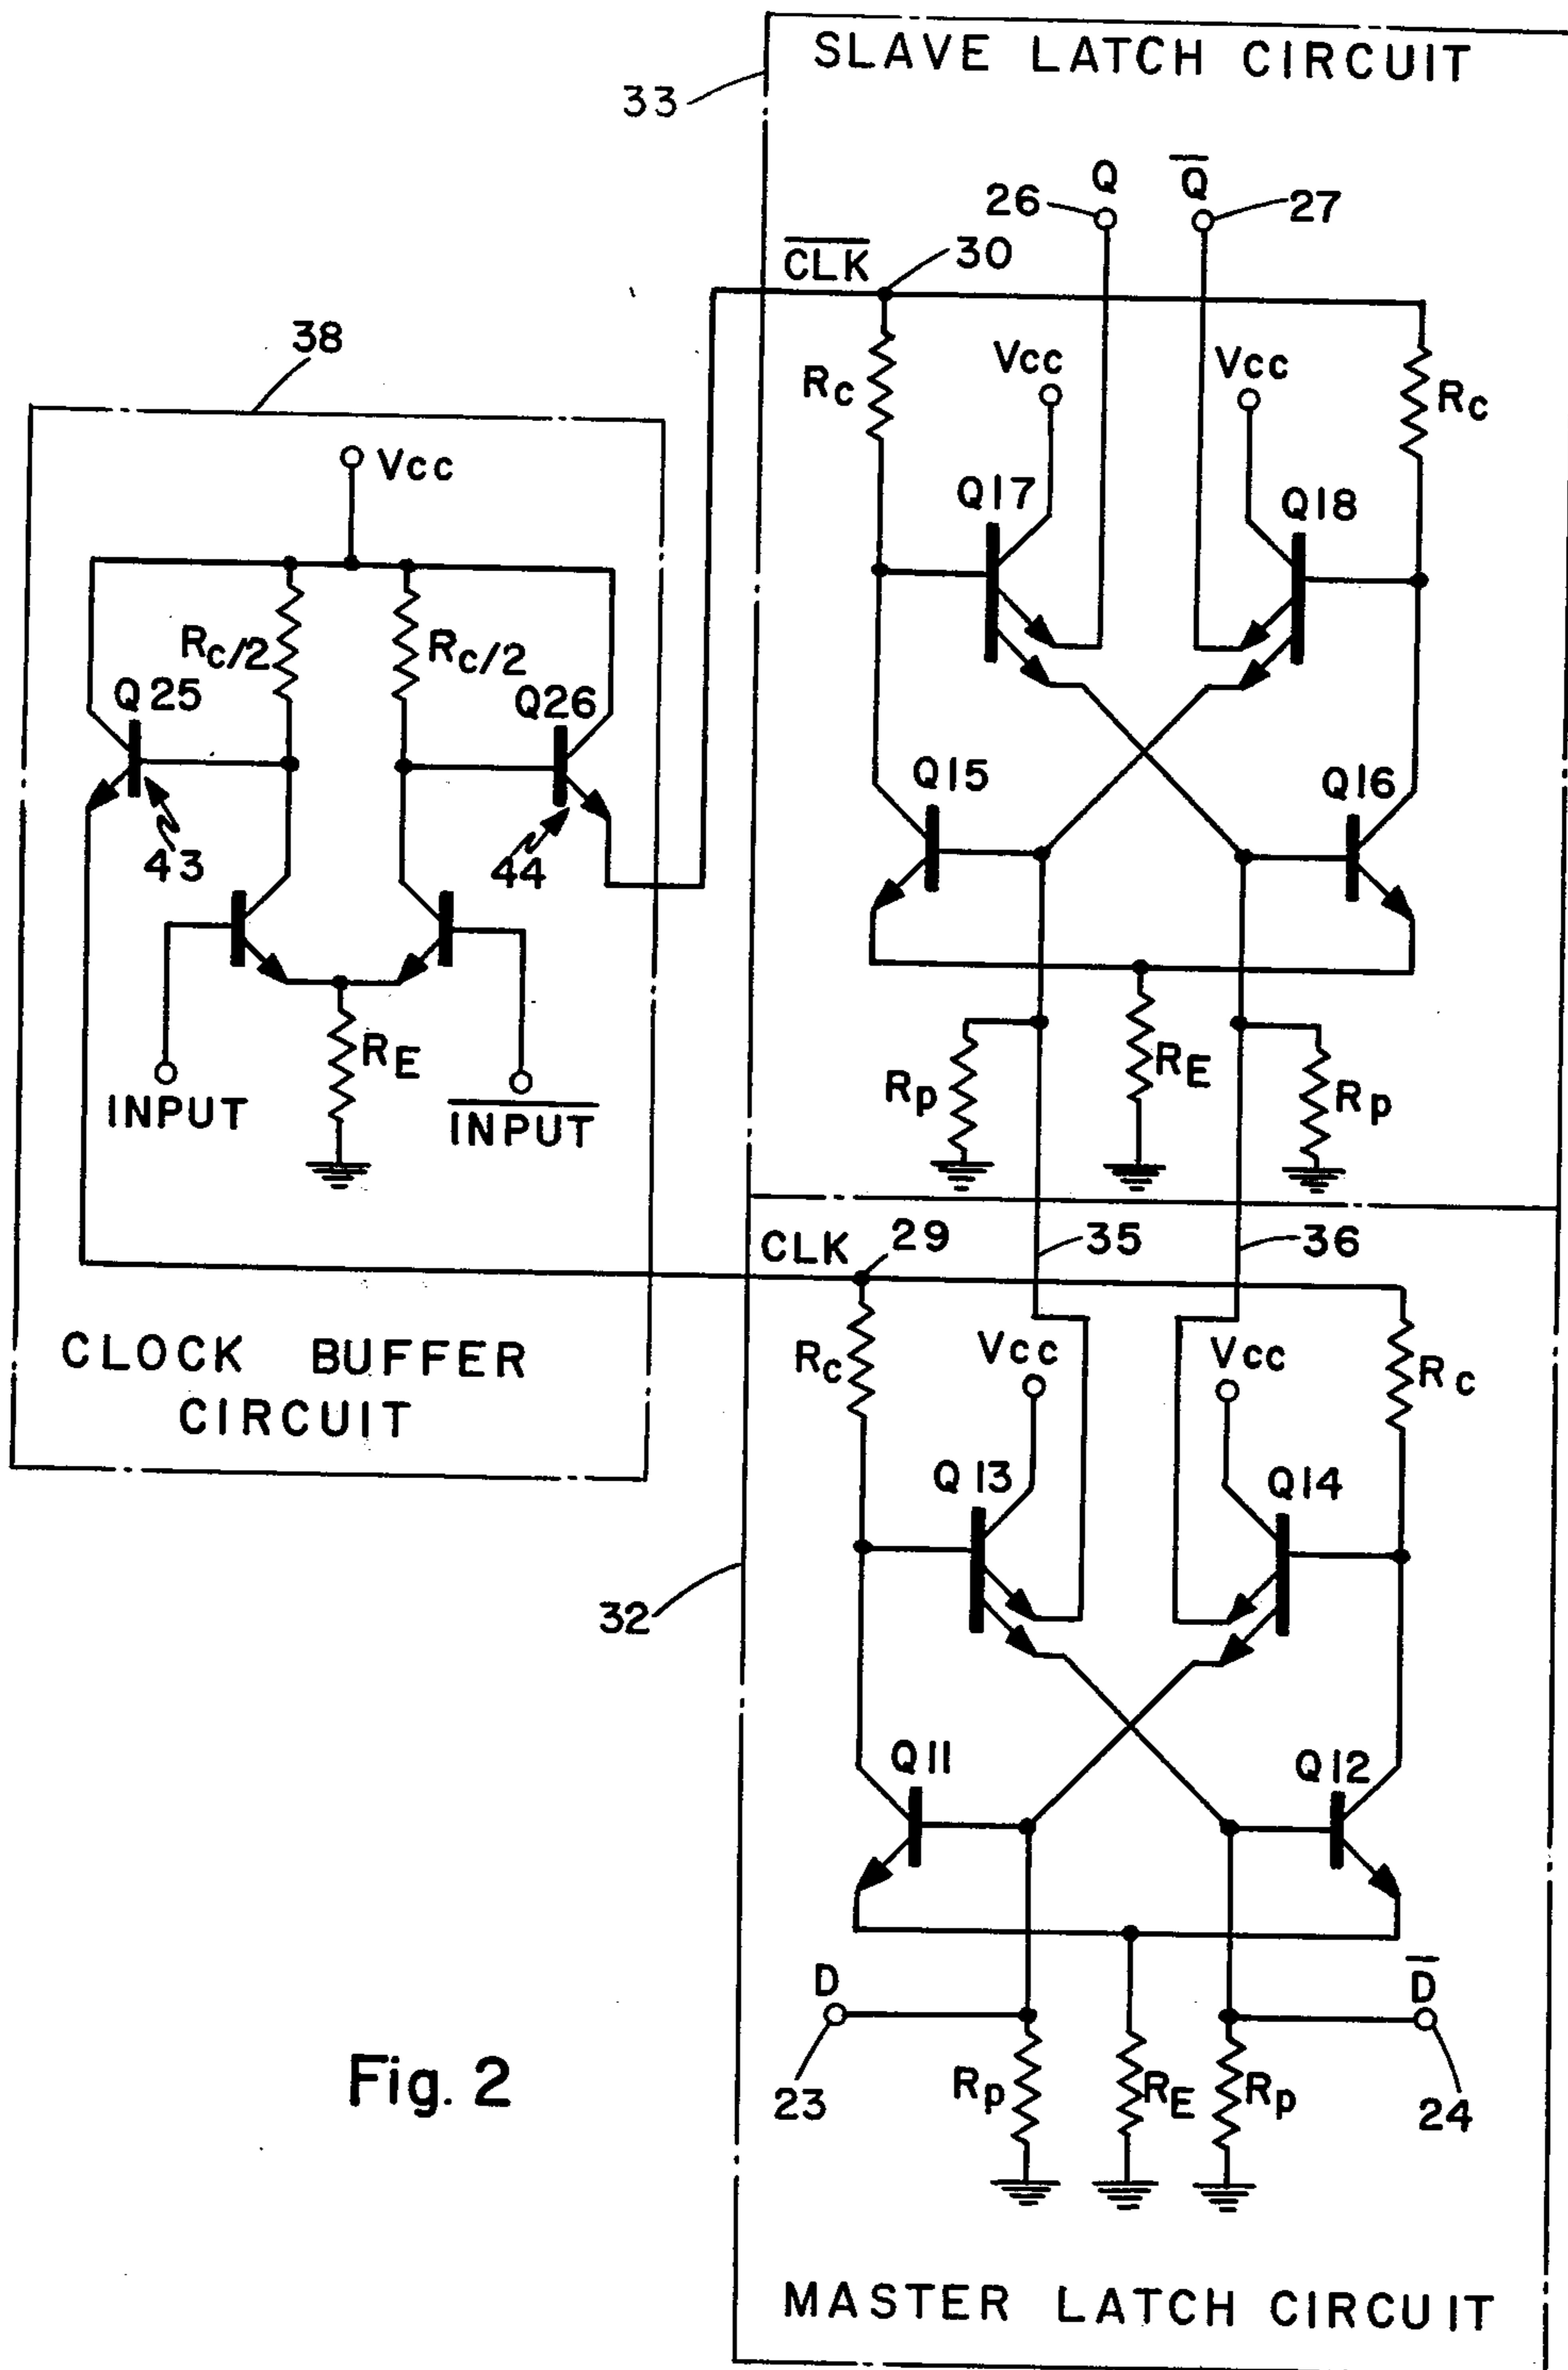 SLAVE LATCH CIRCUIT
33
26
Q
Q̅
27
C̅L̅K̅
30
38
Rc
Vcc
Vcc
Rc
Vcc
Q17
Q18
Rc/2
Rc/2
Q25
Q26
Q15
Q16
43
44
RE
INPUT
I̅N̅P̅U̅T̅
Rp
RE
Rp
CLK
29
35
36
CLOCK BUFFER
CIRCUIT
Rc
Vcc
Vcc
Rc
Q13
Q14
32
Q11
Q12
D
D̅
23
Rp
RE
Rp
24
Fig. 2
MASTER LATCH CIRCUIT